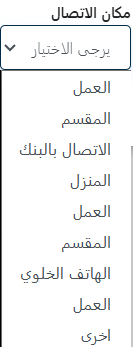 مكان الاتصال
يرجى الاختيار
العمل
المقسم
الاتصال بالبنك
المنزل
العمل
المقسم
الهاتف الخلوي
العمل
اخرى